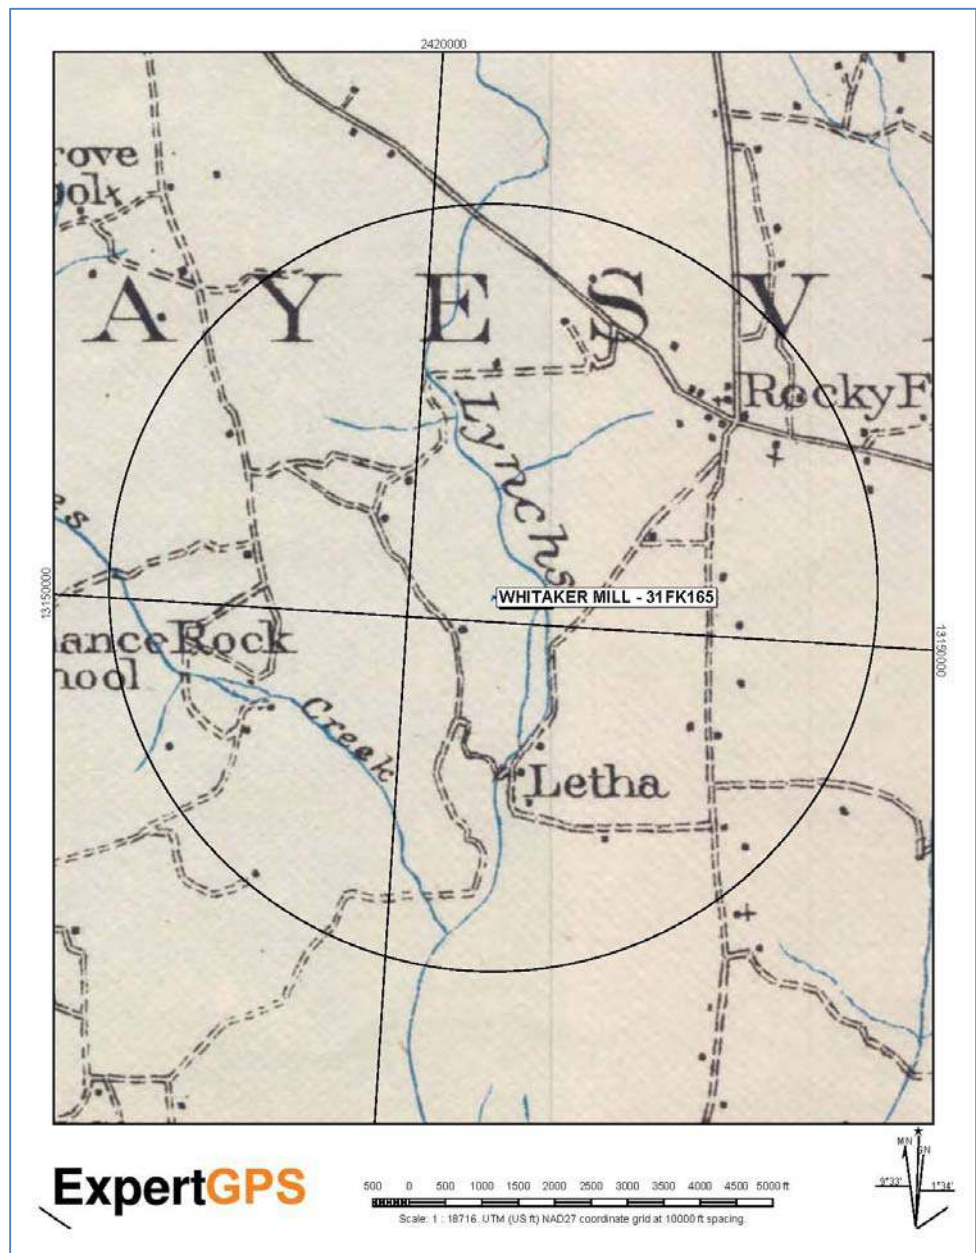 2420000
rove
ool
A Y E S V
Rocky F
Lynchs
es
WHITAKER MILL - 31FK165
13150000
13150000
ance Rock
hool
Creek
Letha
MN
GN
9°33'
1°34'
ExpertGPS
500 0 500 1000 1500 2000 2500 3000 3500 4000 4500 5000 ft
Scale: 1 : 18716. UTM (US ft) NAD27 coordinate grid at 10000 ft spacing.